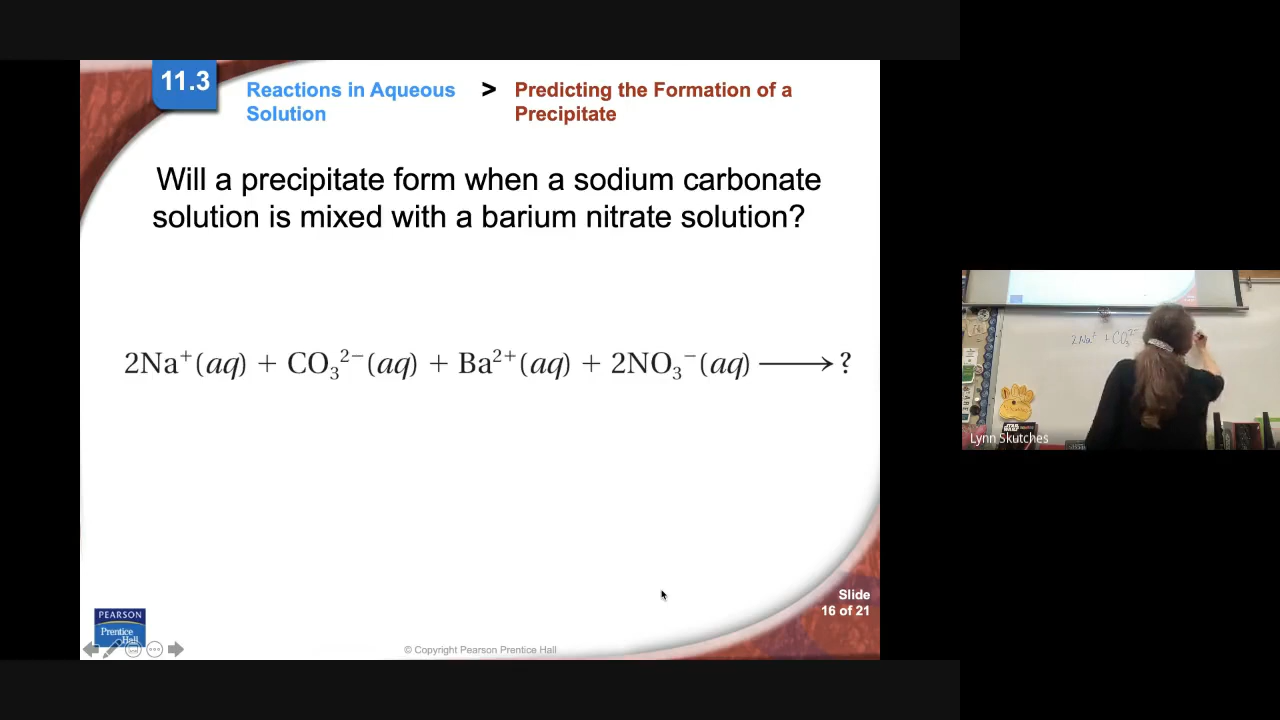 11.3
Reactions in Aqueous
Solution
>
Predicting the Formation of a
Precipitate
Will a precipitate form when a sodium carbonate
solution is mixed with a barium nitrate solution?
2Na⁺(aq) + CO₃²⁻(aq) + Ba²⁺(aq) + 2NO₃⁻(aq) ⟶ ?
Slide
16 of 21
PEARSON
Prentice
Hall
© Copyright Pearson Prentice Hall
STAR
WARS
Lynn Skutches